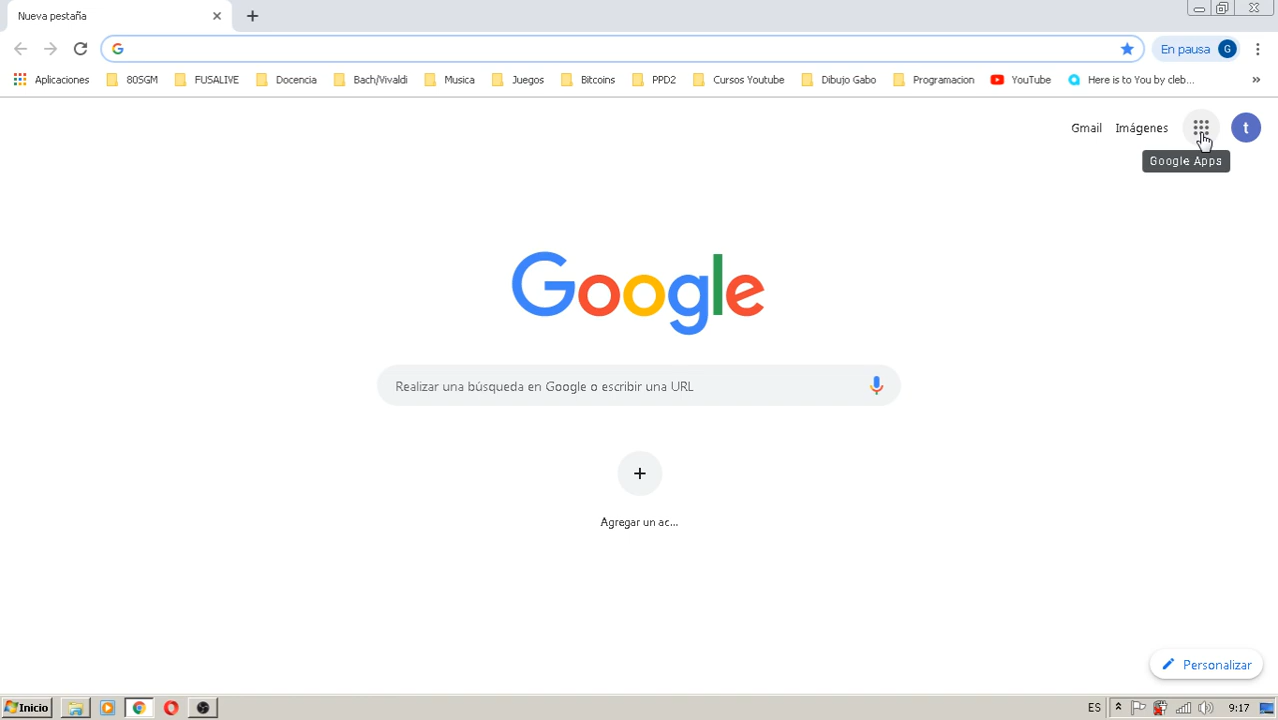 Nueva pestaña
En pausa G
Aplicaciones 80SGM FUSALIVE Docencia Bach/Vivaldi Musica Juegos Bitcoins PPD2 Cursos Youtube Dibujo Gabo Programacion YouTube Here is to You by cleb... »
Gmail Imágenes t
Google Apps
Google
Realizar una búsqueda en Google o escribir una URL
Agregar un ac...
Personalizar
Inicio ES 9:17